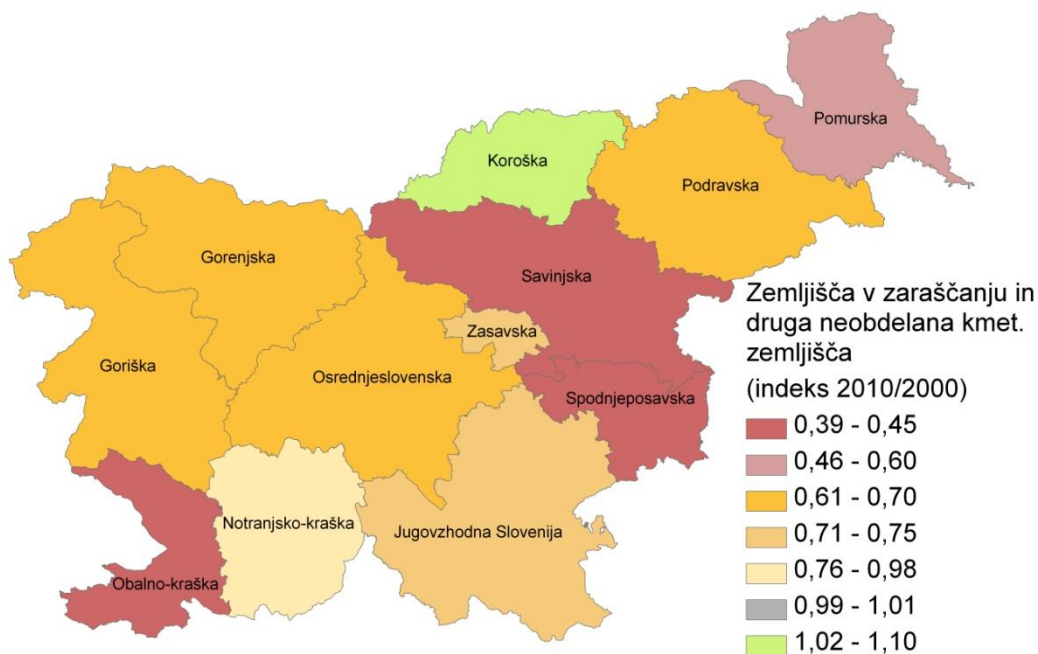 Pomurska
Koroška
Podravska
Gorenjska
Savinjska
Zasavska
Goriška
Osrednjeslovenska
Spodnjeposavska
Notranjsko-kraška
Jugovzhodna Slovenija
Obalno-kraška
Zemljišča v zaraščanju in
druga neobdelana kmet.
zemljišča
(indeks 2010/2000)
0,39 - 0,45
0,46 - 0,60
0,61 - 0,70
0,71 - 0,75
0,76 - 0,98
0,99 - 1,01
1,02 - 1,10